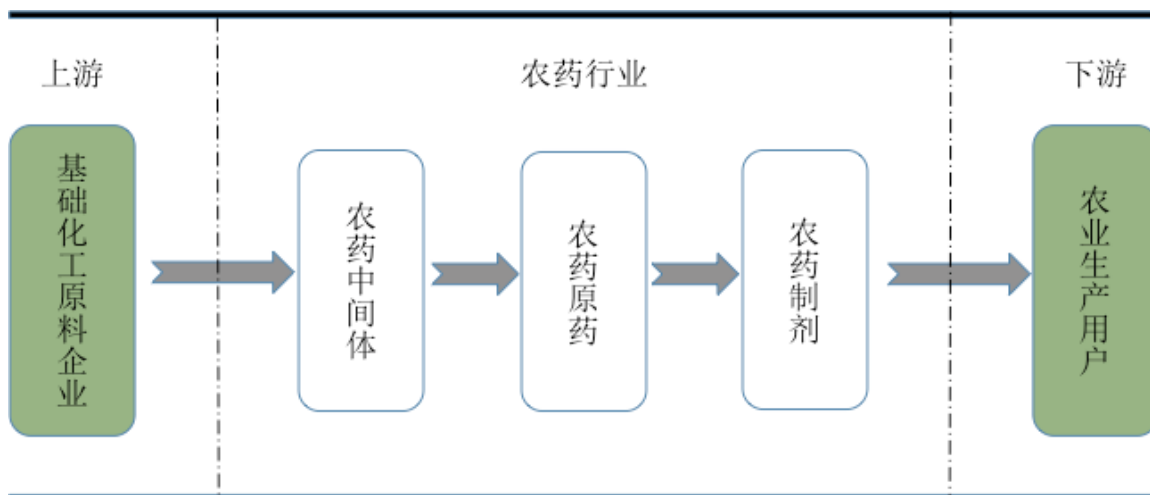 上游
农药行业
下游
基础化工原料企业
农药中间体
农药原药
农药制剂
农业生产用户